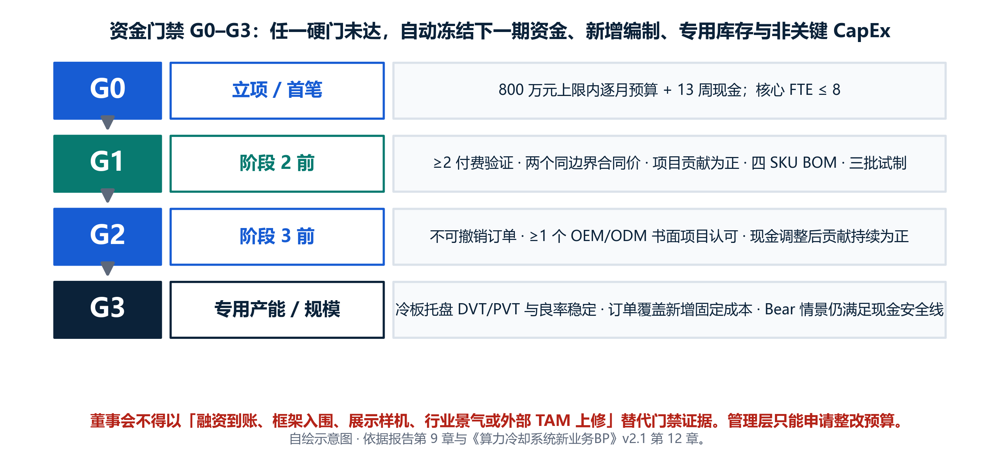 资金门禁 G0–G3：任一硬门未达，自动冻结下一期资金、新增编制、专用库存与非关键 CapEx
G0
立项 / 首笔
800 万元上限内逐月预算 + 13 周现金；核心 FTE ≤ 8
G1
阶段 2 前
≥2 付费验证 · 两个同边界合同价 · 项目贡献为正 · 四 SKU BOM · 三批试制
G2
阶段 3 前
不可撤销订单 · ≥1 个 OEM/ODM 书面项目认可 · 现金调整后贡献持续为正
G3
专用产能 / 规模
冷板托盘 DVT/PVT 与良率稳定 · 订单覆盖新增固定成本 · Bear 情景仍满足现金安全线
董事会不得以「融资到账、框架入围、展示样机、行业景气或外部 TAM 上修」替代门禁证据。管理层只能申请整改预算。
自绘示意图 · 依据报告第 9 章与《算力冷却系统新业务BP》v2.1 第 12 章。